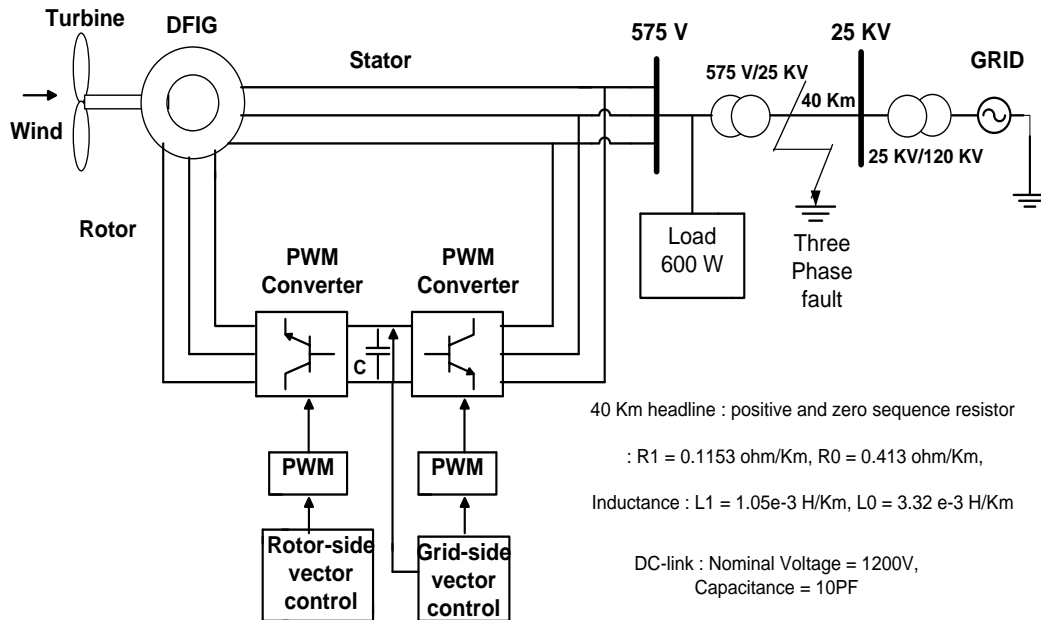 Turbine
DFIG
575 V
25 KV
Stator
575 V/25 KV
GRID
40 Km
Wind
25 KV/120 KV
Rotor
Load
600 W
Three
Phase
fault
PWM
Converter
PWM
Converter
C
40 Km headline : positive and zero sequence resistor
: R1 = 0.1153 ohm/Km, R0 = 0.413 ohm/Km,
Inductance : L1 = 1.05e-3 H/Km, L0 = 3.32 e-3 H/Km
DC-link : Nominal Voltage = 1200V,
Capacitance = 10PF
PWM
PWM
Rotor-side
vector
control
Grid-side
vector
control